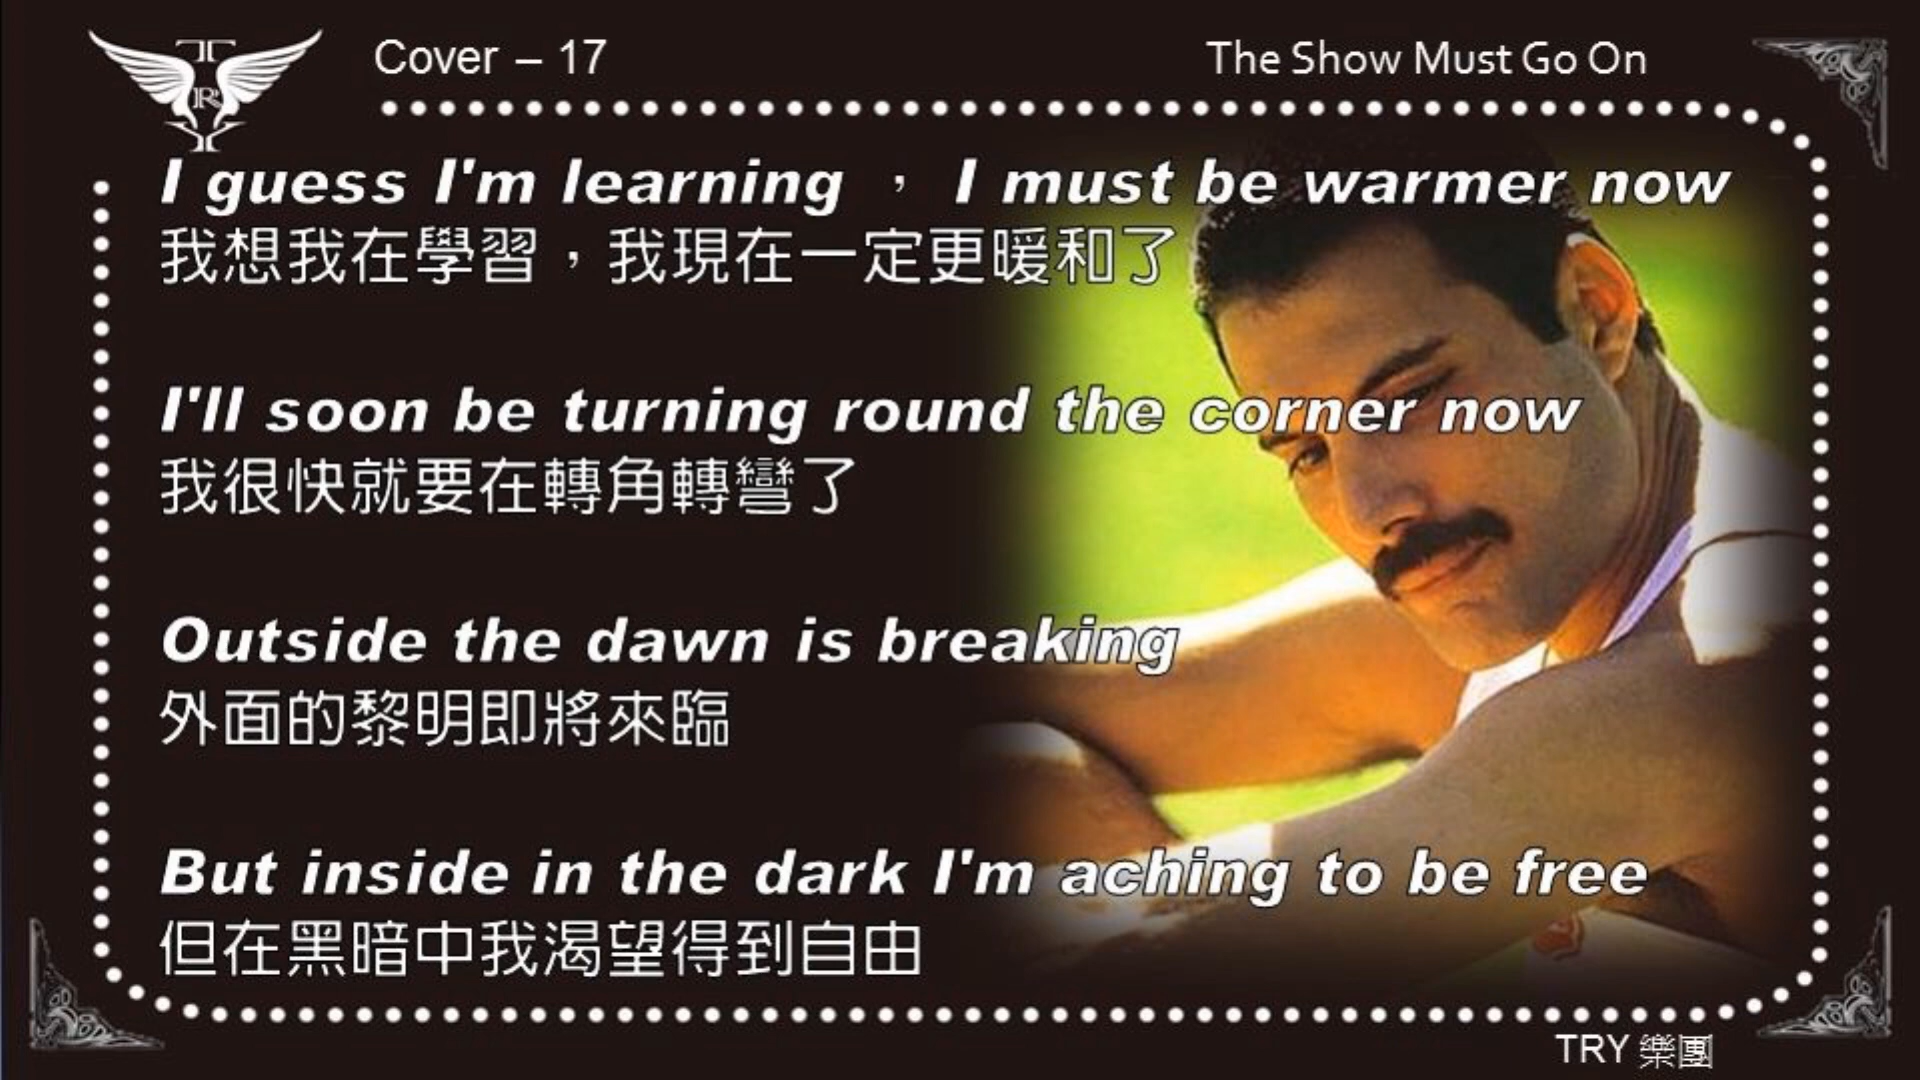 TRY
Cover – 17
The Show Must Go On
I guess I'm learning ， I must be warmer now
我想我在學習，我現在一定更暖和了
I'll soon be turning round the corner now
我很快就要在轉角轉彎了
Outside the dawn is breaking
外面的黎明即將來臨
But inside in the dark I'm aching to be free
但在黑暗中我渴望得到自由
TRY 樂團